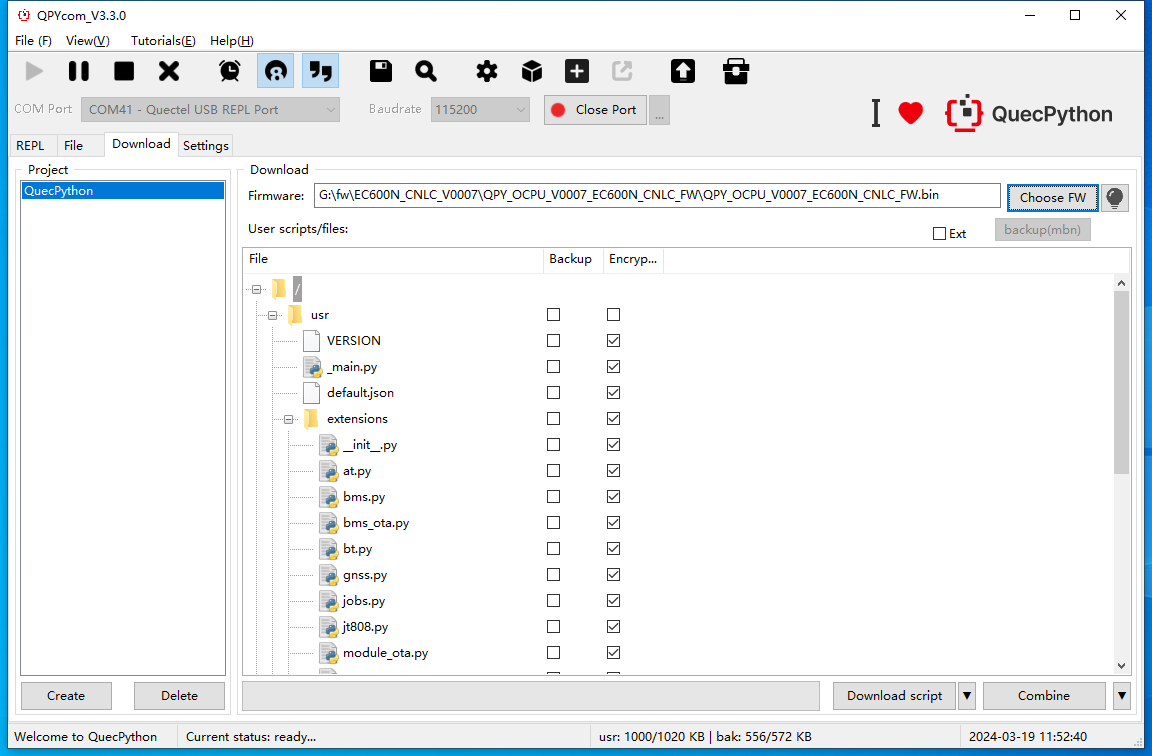 QPYcom_V3.3.0
File (F) View(V) Tutorials(E) Help(H)
COM Port COM41 - Quectel USB REPL Port Baudrate 115200 Close Port ... I QuecPython
REPL File Download Settings
Project
QuecPython
Download
Firmware: G:\fw\EC600N_CNLC_V0007\QPY_OCPU_V0007_EC600N_CNLC_FW\QPY_OCPU_V0007_EC600N_CNLC_FW.bin Choose FW
User scripts/files: Ext backup(mbn)
File Backup Encryp...
/
usr
VERSION
_main.py
default.json
extensions
__init__.py
at.py
bms.py
bms_ota.py
bt.py
gnss.py
jobs.py
jt808.py
module_ota.py
Create Delete Download script Combine
Welcome to QuecPython Current status: ready... usr: 1000/1020 KB | bak: 556/572 KB 2024-03-19 11:52:40